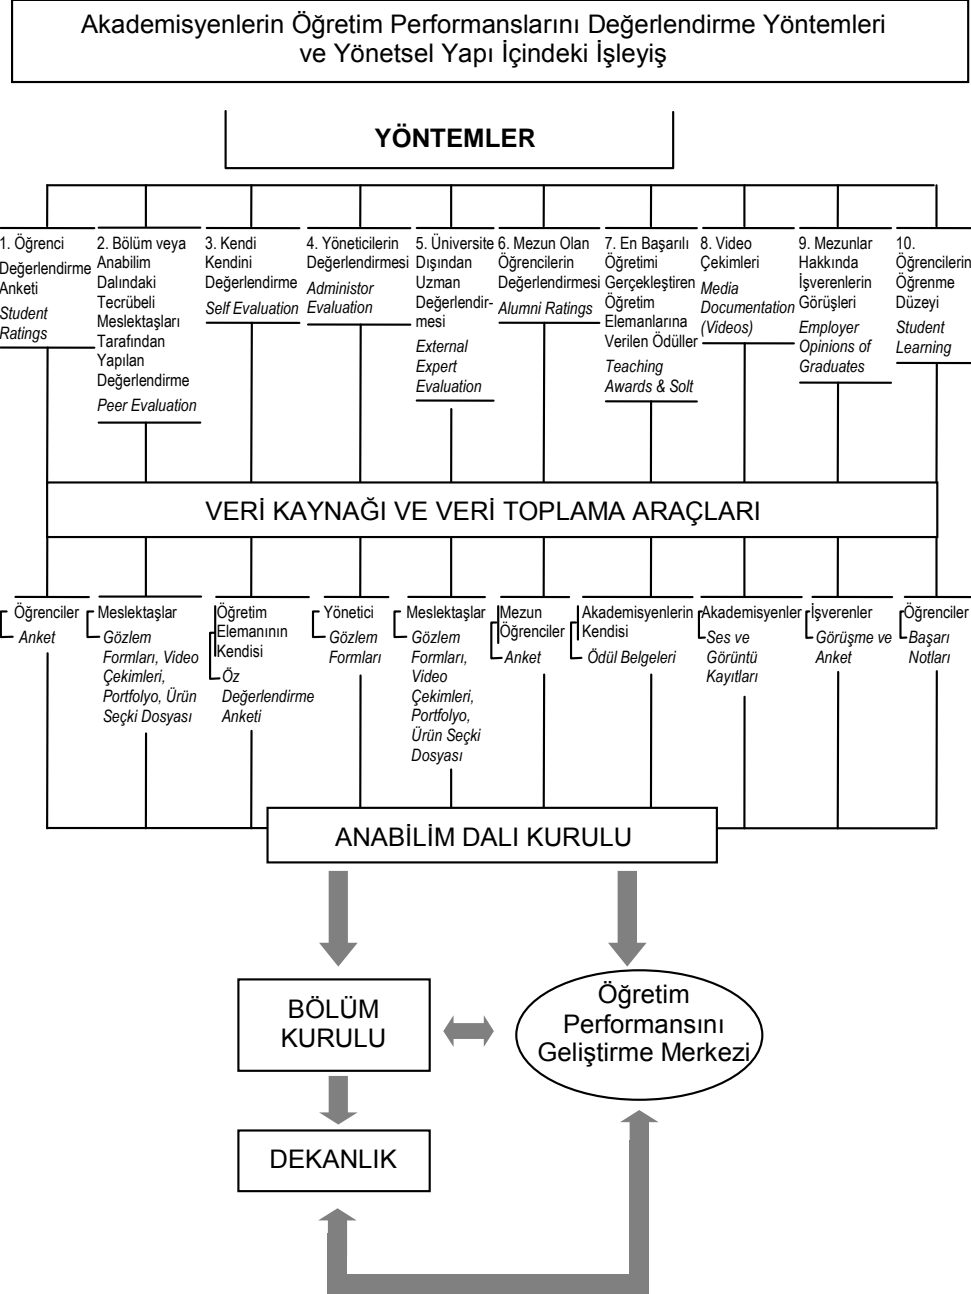 Akademisyenlerin Öğretim Performanslarını Değerlendirme Yöntemleri
ve Yönetsel Yapı İçindeki İşleyiş
YÖNTEMLER
1. Öğrenci
Değerlendirme
Anketi
Student
Ratings
2. Bölüm veya
Anabilim
Dalındaki
Tecrübeli
Meslektaşları
Tarafından
Yapılan
Değerlendirme
Peer Evaluation
3. Kendi
Kendini
Değerlendirme
Self Evaluation
4. Yöneticilerin
Değerlendirmesi
Administor
Evaluation
5. Üniversite
Dışından
Uzman
Değerlendir-
mesi
External
Expert
Evaluation
6. Mezun Olan
Öğrencilerin
Değerlendirmesi
Alumni Ratings
7. En Başarılı
Öğretimi
Gerçekleştiren
Öğretim
Elemanlarına
Verilen Ödüller
Teaching
Awards & Solt
8. Video
Çekimleri
Media
Documentation
(Videos)
9. Mezunlar
Hakkında
İşverenlerin
Görüşleri
Employer
Opinions of
Graduates
10.
Öğrencilerin
Öğrenme
Düzeyi
Student
Learning
VERİ KAYNAĞI VE VERİ TOPLAMA ARAÇLARI
Öğrenciler
Anket
Meslektaşlar
Gözlem
Formları, Video
Çekimleri,
Portfolyo, Ürün
Seçki Dosyası
Öğretim
Elemanının
Kendisi
Öz
Değerlendirme
Anketi
Yönetici
Gözlem
Formları
Meslektaşlar
Gözlem
Formları,
Video
Çekimleri,
Portfolyo,
Ürün Seçki
Dosyası
Mezun
Öğrenciler
Anket
Akademisyenlerin
Kendisi
Ödül Belgeleri
Akademisyenler
Ses ve
Görüntü
Kayıtları
İşverenler
Görüşme ve
Anket
Öğrenciler
Başarı
Notları
ANABİLİM DALI KURULU
BÖLÜM
KURULU
Öğretim
Performansını
Geliştirme Merkezi
DEKANLIK